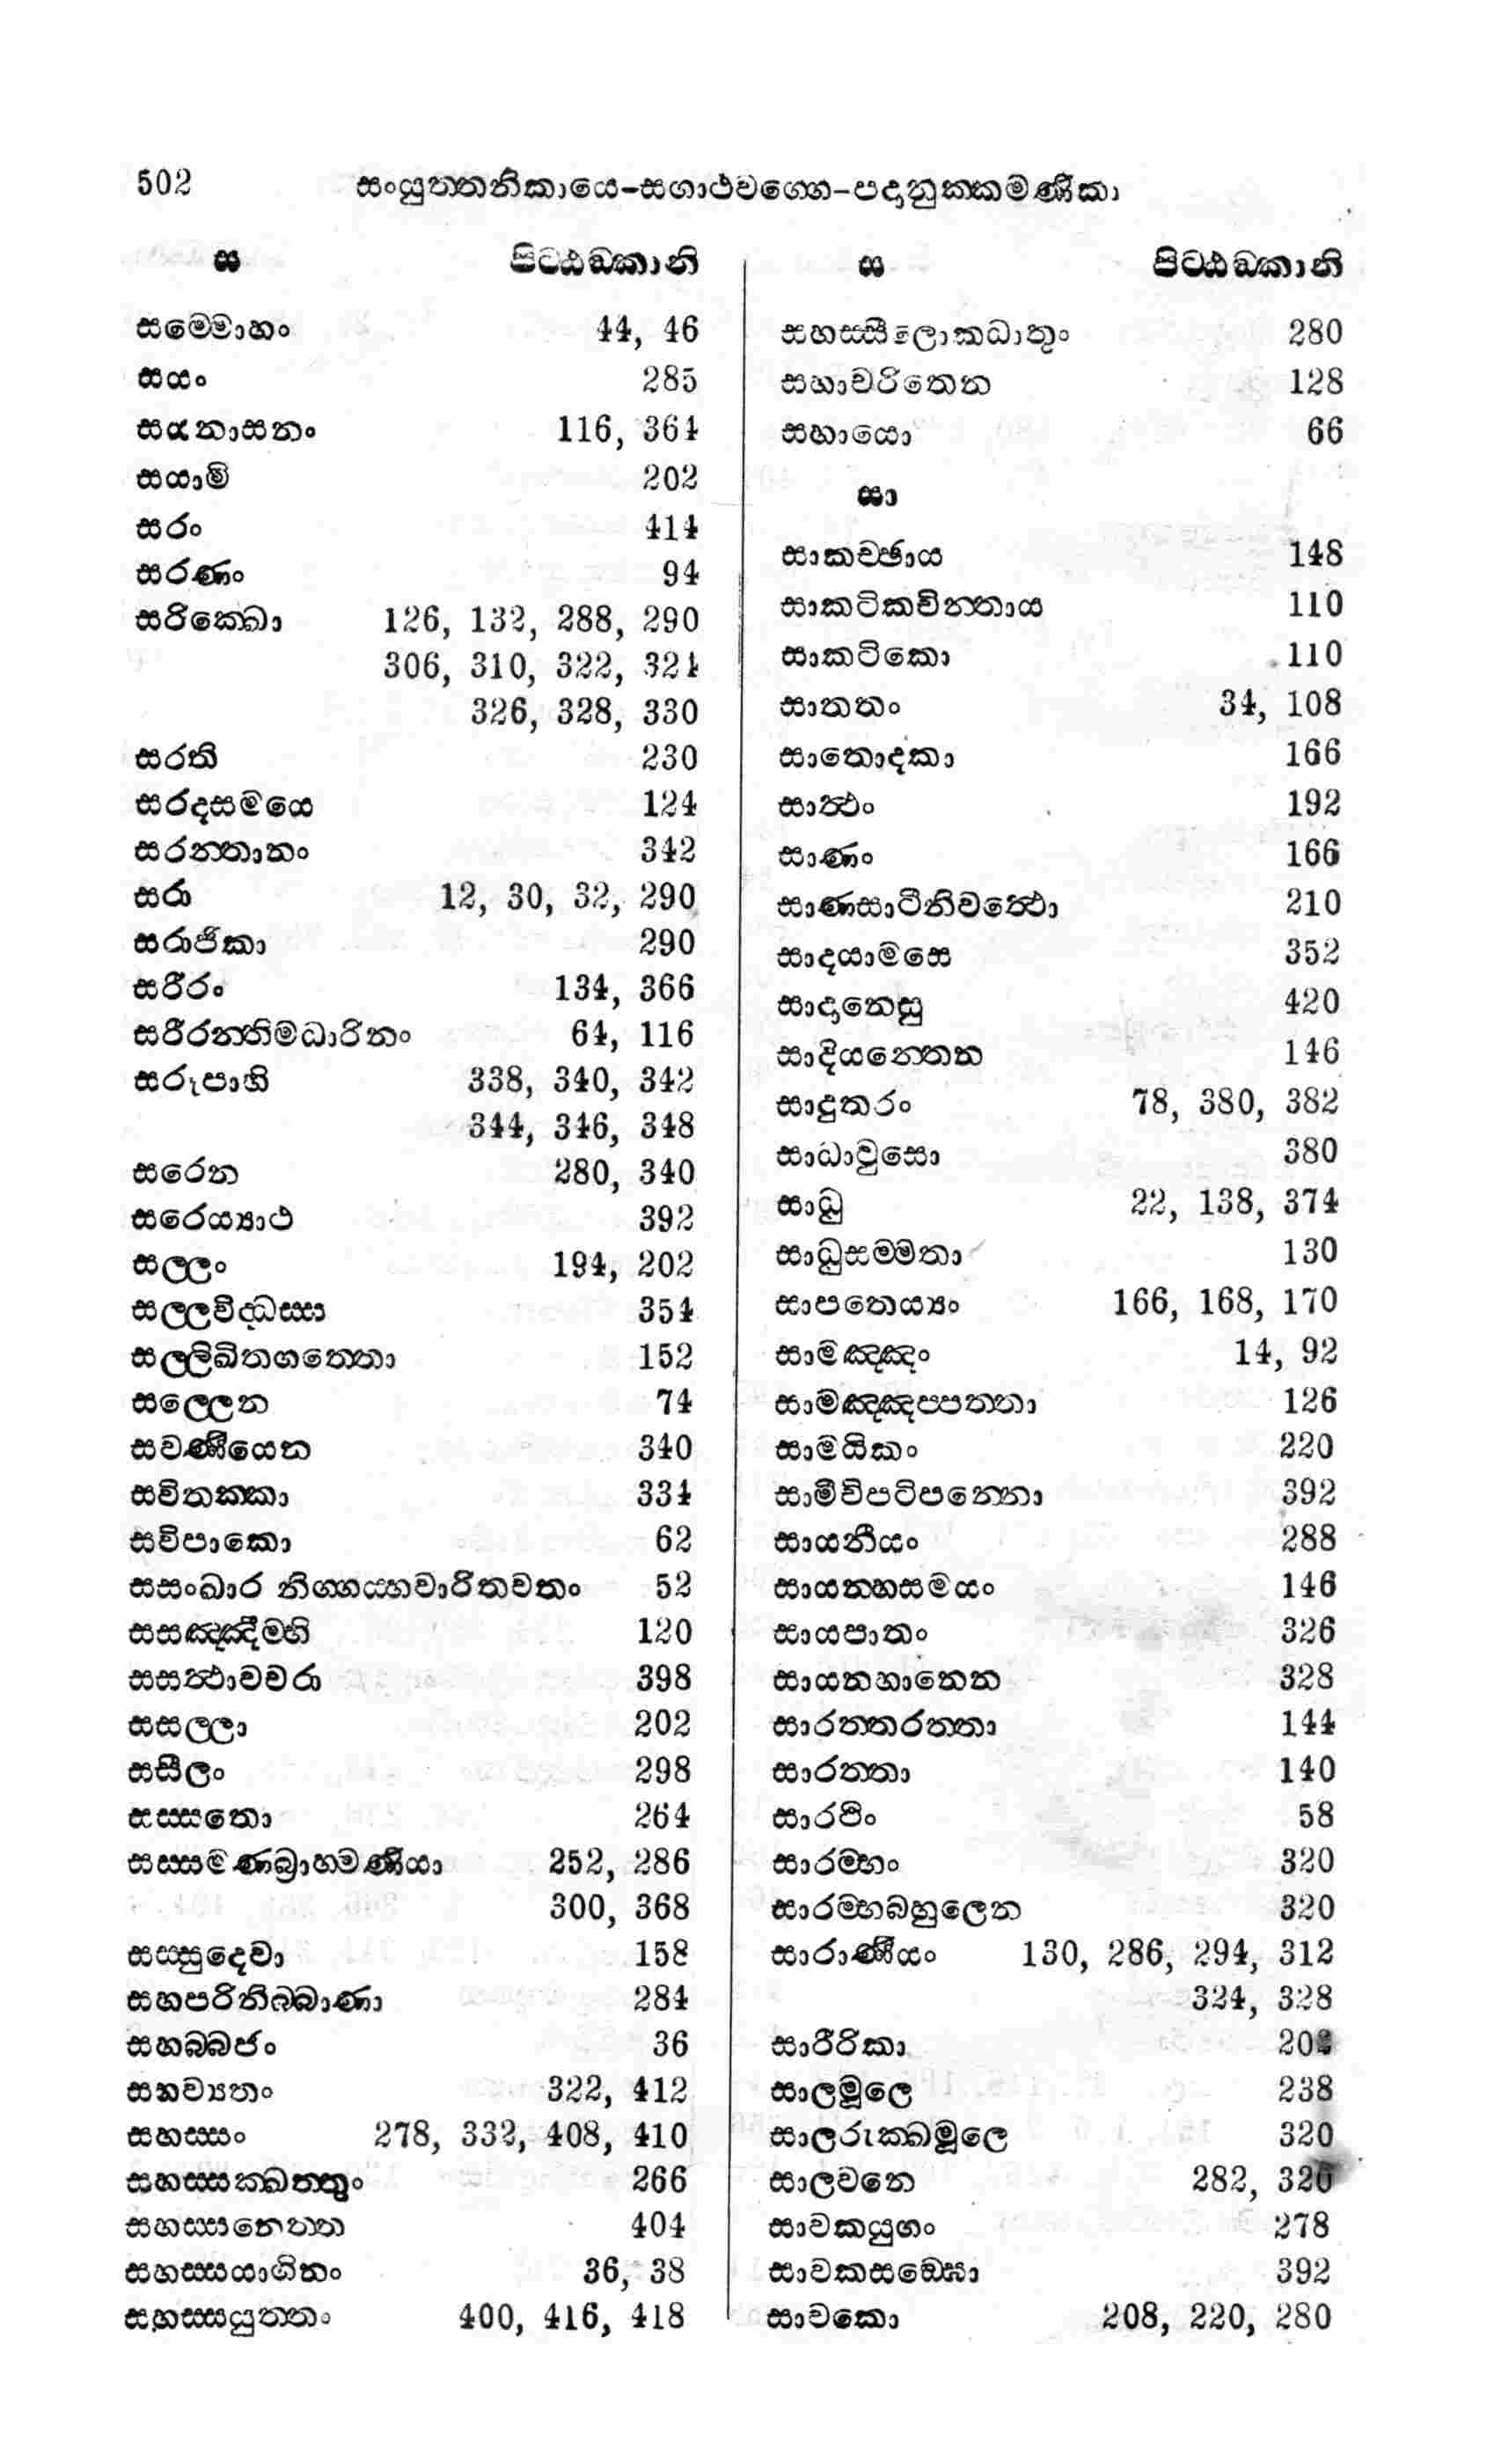 502 සංයුත්තනිකායෙ-සගාථවග්ගෙ-පදානුක්කමණිකා
ස පිට්ඨඞ්කානි
සම්මොහං 44, 46
සයං 285
සයනාසනං 116, 364
සයාමි 202
සරං 414
සරණං 94
සරික්ඛො 126, 132, 288, 290
306, 310, 322, 324
326, 328, 330
සරති 230
සරදසමයෙ 124
සරන්තානං 342
සරා 12, 30, 32, 290
සරාජිකා 290
සරීරං 134, 366
සරීරන්තිමධාරිනං 64, 116
සරූපාහි 338, 340, 342
344, 346, 348
සරෙන 280, 340
සරෙය්‍යාථ 392
සල්ලං 194, 202
සල්ලවිද්ධස්ස 354
සල්ලිඛිතගත්තො 152
සල්ලෙන 74
සවණීයෙන 340
සවිතක්කා 334
සවිපාකො 62
සසංඛාර නිග්ගය්හවාරිතවතං 52
සසඤ්ඤීම්හි 120
සසත්ථාවචරා 398
සසල්ලා 202
සසීලං 298
සස්සතො 264
සස්සමණබ්‍රාහ්මණියා 252, 286
300, 368
සස්සුදෙවා 158
සහපරිනිබ්බාණා 284
සහබ්බජං 36
සහව්‍යතං 322, 412
සහස්සං 278, 332, 408, 410
සහස්සක්ඛත්තුං 266
සහස්සනෙත්ත 404
සහස්සයාගිනං 36, 38
සහස්සයුත්තං 400, 416, 418
ස පිට්ඨඞ්කානි
සහස්සීලොකධාතුං 280
සහාචරිතෙන 128
සහායො 66
සා
සාකච්ඡාය 148
සාකටිකචින්තාය 110
සාකටිකො 110
සාතතං 34, 108
සාතොදකා 166
සාත්ථං 192
සාණං 166
සාණසාටීනිවත්ථො 210
සාදයාමසෙ 352
සාදානෙසු 420
සාදියන්තෙන 146
සාදුතරං 78, 380, 382
සාධාවුසො 380
සාධු 22, 138, 374
සාධුසම්මතා 130
සාපතෙය්‍යං 166, 168, 170
සාමඤ්ඤං 14, 92
සාමඤ්ඤප්පත්තා 126
සාමයිකං 220
සාමීචිපටිපන්නො 392
සායනීයං 288
සායන්හසමයං 146
සායපාතං 326
සායනහානෙන 328
සාරත්තරත්තා 144
සාරත්තා 140
සාරථිං 58
සාරම්භං 320
සාරම්භබහුලෙන 320
සාරාණීයං 130, 286, 294, 312
324, 328
සාරීරිකා
සාලමූලෙ 238
සාලරුක්ඛමූලෙ 320
සාලවනෙ 282, 320
සාවකයුගං 278
සාවකසඞ්ඝො 392
සාවකො 208, 220, 280